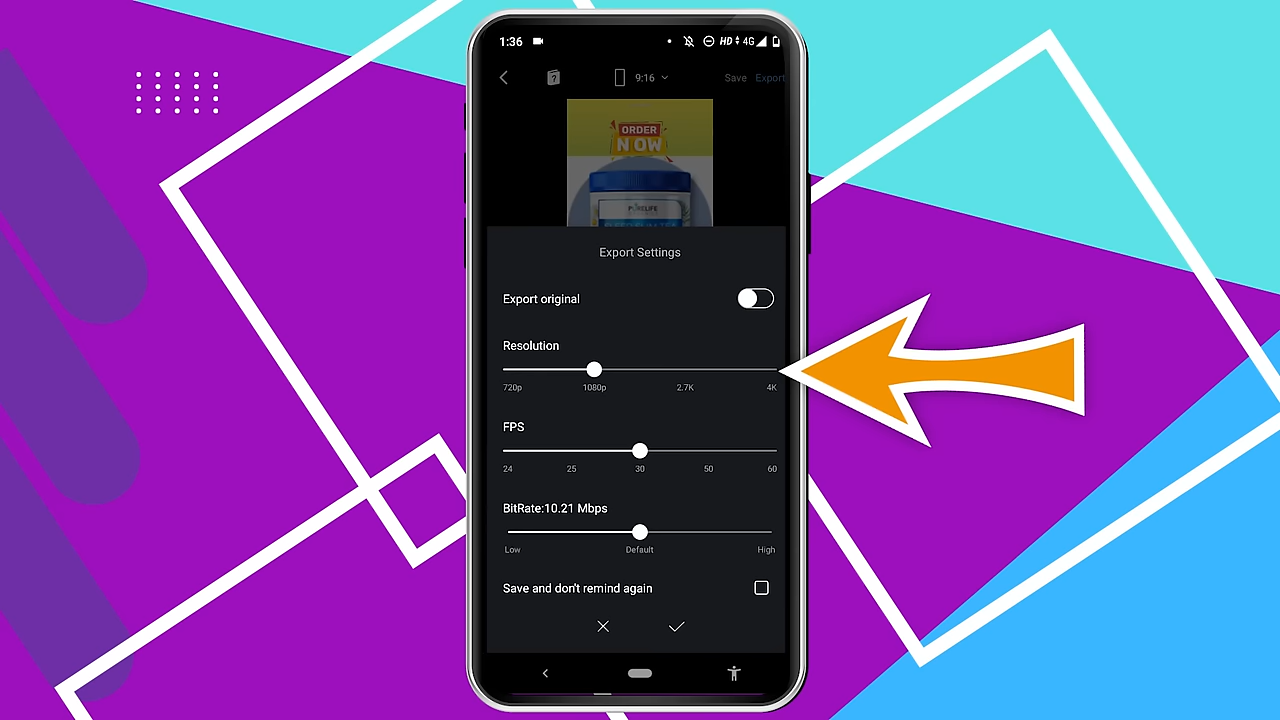 1:36 HD 4G
9:16 Save Export
ORDER
NOW
PURELIFE
Export Settings
Export original
Resolution
720p 1080p 2.7K 4K
FPS
24 25 30 50 60
BitRate:10.21 Mbps
Low Default High
Save and don't remind again